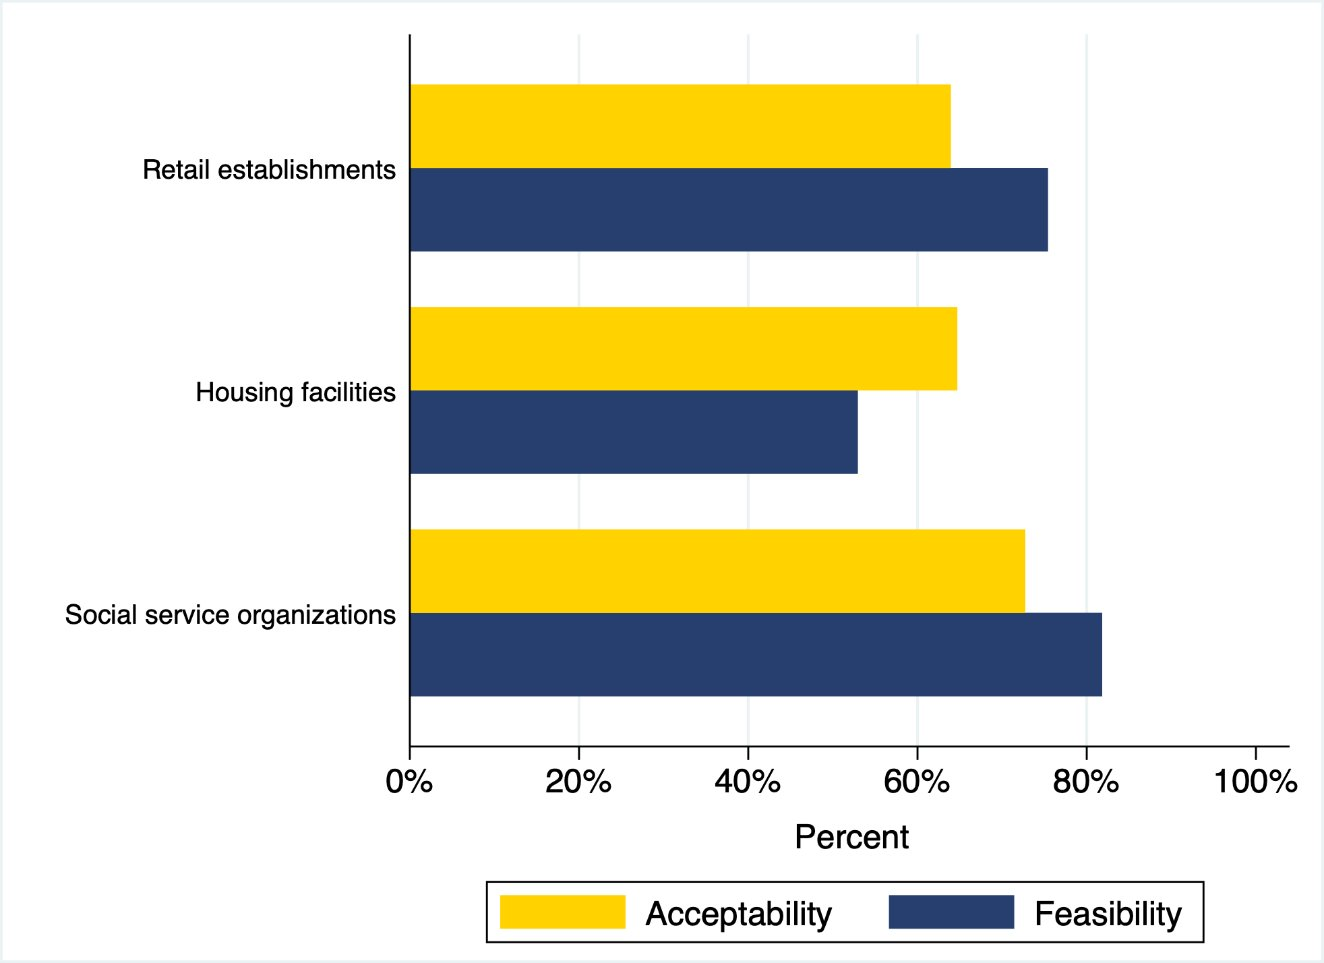 Retail establishments
Housing facilities
Social service organizations
0% 20% 40% 60% 80% 100%
Percent
Acceptability Feasibility